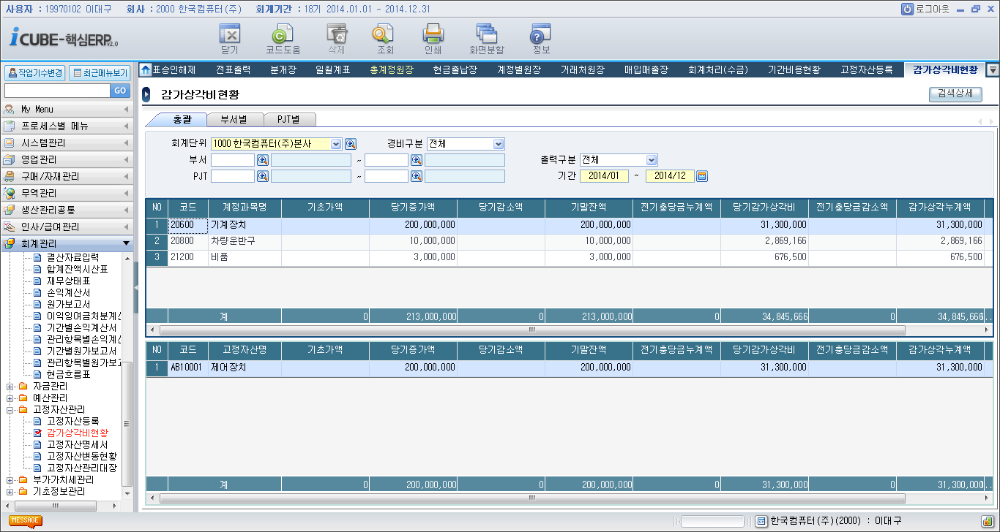 사용자 : 19970102 이대구 회사 : 2000 한국컴퓨터(주) 회계기간 : 18기 2014.01.01 ~ 2014.12.31 로그아웃
iCUBE-핵심ERP v2.0
닫기 코드도움 삭제 조회 인쇄 화면분할 정보
작업기수변경 최근메뉴보기
표승인해제 전표출력 분개장 일월계표 총계정원장 현금출납장 계정별원장 거래처원장 매입매출장 회계처리(수금) 기간비용현황 고정자산등록 감가상각비현황
GO
감가상각비현황 검색상세
My Menu
프로세스별 메뉴
시스템관리
영업관리
구매/자재관리
무역관리
생산관리공통
인사/급여관리
회계관리
결산자료입력
합계잔액시산표
재무상태표
손익계산서
원가보고서
이익잉여금처분계산
기간별손익계산서
관리항목별손익계산
기간별원가보고서
관리항목별원가보고
현금흐름표
자금관리
예산관리
고정자산관리
고정자산등록
감가상각비현황
고정자산명세서
고정자산변동현황
고정자산관리대장
부가가치세관리
기초정보관리
총괄 부서별 PJT별
회계단위 1000 한국컴퓨터(주)본사 경비구분 전체
부서 ~ 출력구분 전체
PJT ~ 기간 2014/01 ~ 2014/12
NO 코드 계정과목명 기초가액 당기증가액 당기감소액 기말잔액 전기충당금누계액 당기감가상각비 전기충당금감소액 감가상각누계액
1 20600 기계장치 200,000,000 200,000,000 31,300,000 31,300,000
2 20800 차량운반구 10,000,000 10,000,000 2,869,166 2,869,166
3 21200 비품 3,000,000 3,000,000 676,500 676,500
계 0 213,000,000 0 213,000,000 0 34,845,666 0 34,845,666
NO 코드 고정자산명 기초가액 당기증가액 당기감소액 기말잔액 전기충당금누계액 당기감가상각비 전기충당금감소액 감가상각누계액
1 AB10001 제어장치 200,000,000 200,000,000 31,300,000 31,300,000
계 0 200,000,000 0 200,000,000 0 31,300,000 0 31,300,000
MESSAGE 한국컴퓨터(주)(2000) : 이대구